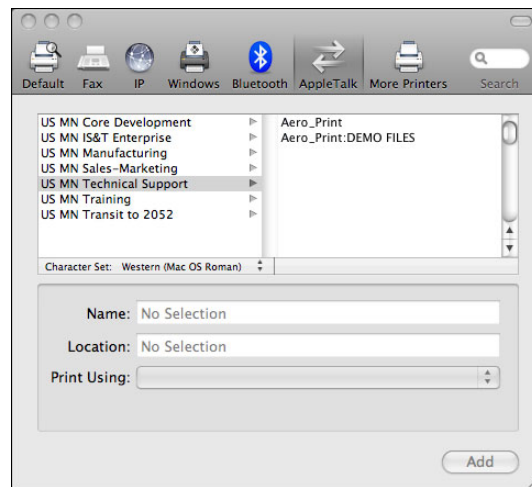 Default Fax IP Windows Bluetooth AppleTalk More Printers Search
US MN Core Development
US MN IS&T Enterprise
US MN Manufacturing
US MN Sales-Marketing
US MN Technical Support
US MN Training
US MN Transit to 2052
Aero_Print
Aero_Print:DEMO FILES
Character Set: Western (Mac OS Roman)
Name: No Selection
Location: No Selection
Print Using:
Add